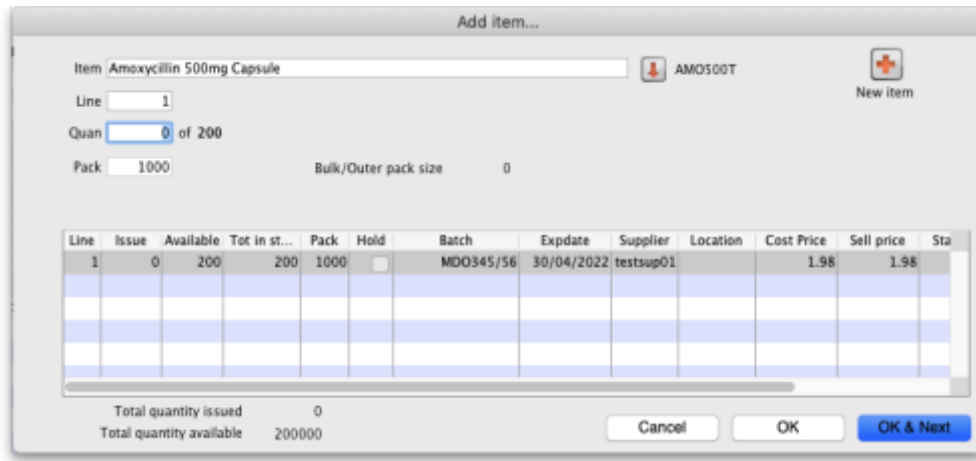 Add item...
Item Amoxycillin 500mg Capsule AMO500T
New item
Line 1
Quan 0 of 200
Pack 1000 Bulk/Outer pack size 0
Line Issue Available Tot in st... Pack Hold Batch Expdate Supplier Location Cost Price Sell price Sta
1 0 200 200 1000 MDO345/56 30/04/2022 testsup01 1.98 1.98
Total quantity issued 0
Total quantity available 200000
Cancel OK OK & Next